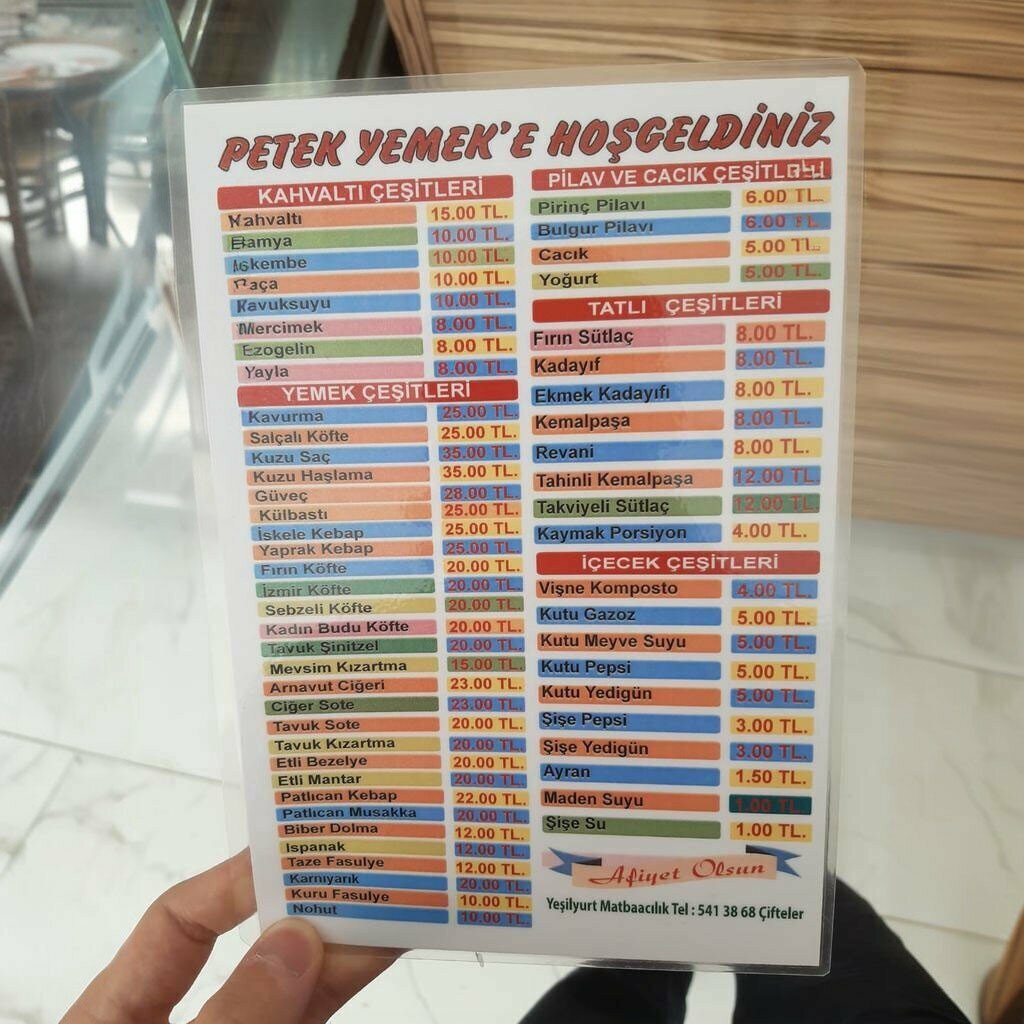 PETEK YEMEK'E HOŞGELDİNİZ
KAHVALTI ÇEŞİTLERİ
Kahvaltı 15.00 TL.
Bamya 10.00 TL.
İşkembe 10.00 TL.
Paça 10.00 TL.
Tavuksuyu 10.00 TL.
Mercimek 8.00 TL.
Ezogelin 8.00 TL.
Yayla 8.00 TL.
YEMEK ÇEŞİTLERİ
Kavurma 25.00 TL.
Salçalı Köfte 25.00 TL.
Kuzu Saç 35.00 TL.
Kuzu Haşlama 35.00 TL.
Güveç 28.00 TL.
Külbastı 25.00 TL.
İskele Kebap 25.00 TL.
Yaprak Kebap 25.00 TL.
Fırın Köfte 20.00 TL.
İzmir Köfte 20.00 TL.
Sebzeli Köfte 20.00 TL.
Kadın Budu Köfte 20.00 TL.
Tavuk Şinitzel 20.00 TL.
Mevsim Kızartma 15.00 TL.
Arnavut Ciğeri 23.00 TL.
Ciğer Sote 23.00 TL.
Tavuk Sote 20.00 TL.
Tavuk Kızartma 20.00 TL.
Etli Bezelye 20.00 TL.
Etli Mantar 20.00 TL.
Patlıcan Kebap 22.00 TL.
Patlıcan Musakka 20.00 TL.
Biber Dolma 12.00 TL.
Ispanak 12.00 TL.
Taze Fasulye 12.00 TL.
Karnıyarık 20.00 TL.
Kuru Fasulye 10.00 TL.
Nohut 10.00 TL.
PİLAV VE CACIK
Pirinç Pilavı 6.00 TL.
Bulgur Pilavı 6.00 TL.
Cacık 5.00 TL.
Yoğurt 5.00 TL.
TATLI ÇEŞİTLERİ
Fırın Sütlaç 8.00 TL.
Kadayıf 8.00 TL.
Ekmek Kadayıfı 8.00 TL.
Kemalpaşa 8.00 TL.
Revani 8.00 TL.
Tahinli Kemalpaşa 12.00 TL.
Takviyeli Sütlaç 12.00 TL.
Kaymak Porsiyon 4.00 TL.
İÇECEK ÇEŞİTLERİ
Vişne Komposto 4.00 TL.
Kutu Gazoz 5.00 TL.
Kutu Meyve Suyu 5.00 TL.
Kutu Pepsi 5.00 TL.
Kutu Yedigün 5.00 TL.
Şişe Pepsi 3.00 TL.
Şişe Yedigün 3.00 TL.
Ayran 1.50 TL.
Maden Suyu 1.00 TL.
Şişe Su 1.00 TL.
Afiyet Olsun
Yeşilyurt Matbaacılık Tel : 541 38 68 Çifteler